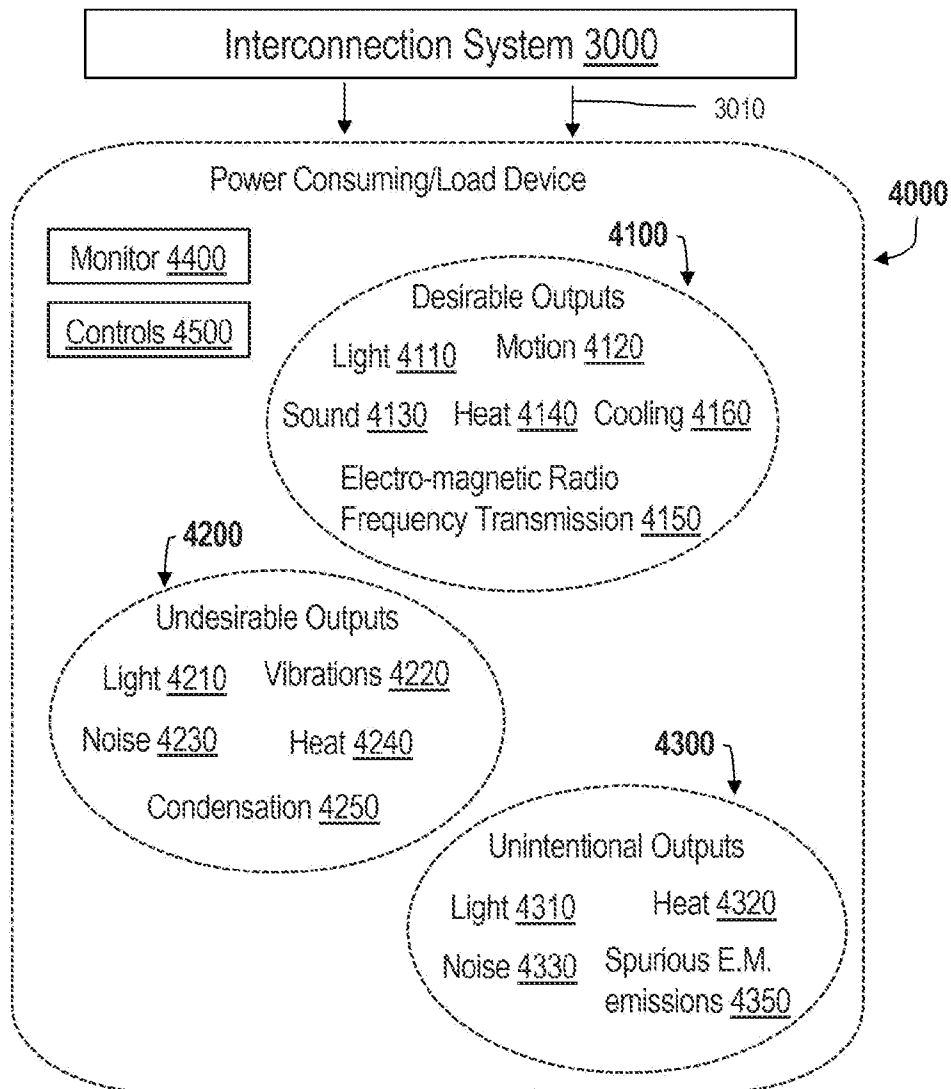 Interconnection System 3000
3010
Power Consuming/Load Device
4000
Monitor 4400
4100
Controls 4500
Desirable Outputs
Light 4110 Motion 4120
Sound 4130 Heat 4140 Cooling 4160
Electro-magnetic Radio
Frequency Transmission 4150
4200
Undesirable Outputs
Light 4210 Vibrations 4220
Noise 4230 Heat 4240
Condensation 4250
4300
Unintentional Outputs
Light 4310 Heat 4320
Noise 4330 Spurious E.M.
emissions 4350